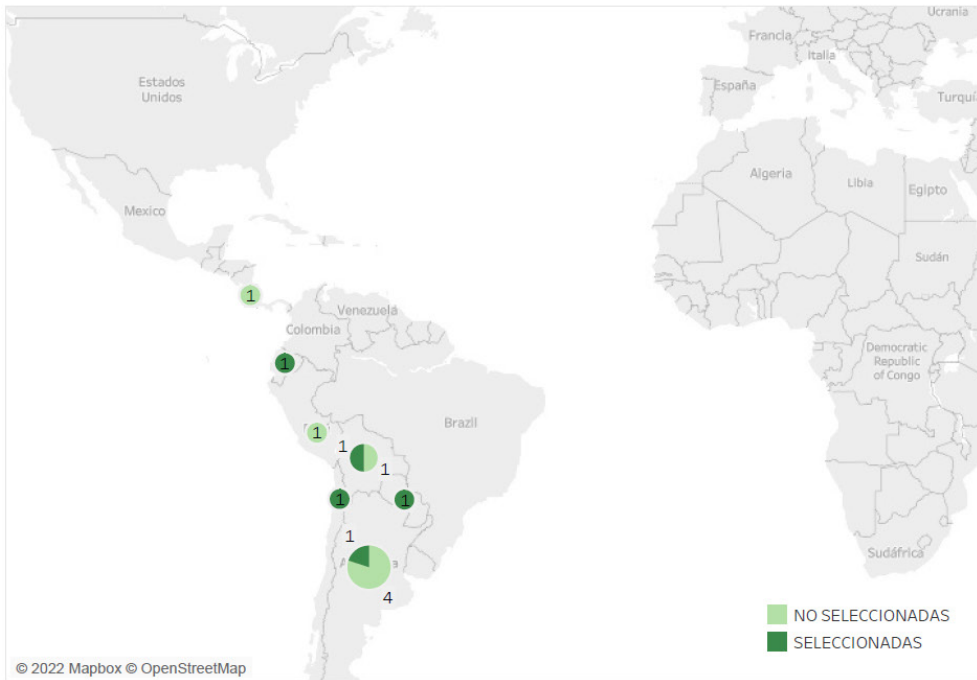 Ucrania
Francia
Italia
Estados
Unidos
España
Turquí
Algeria
Libia
Egipto
Mexico
Sudán
1
Venezuela
Colombia
Democratic
Republic
of Congo
1
Brazil
1
1
1
1
1
1
4
Sudáfrica
NO SELECCIONADAS
SELECCIONADAS
© 2022 Mapbox © OpenStreetMap